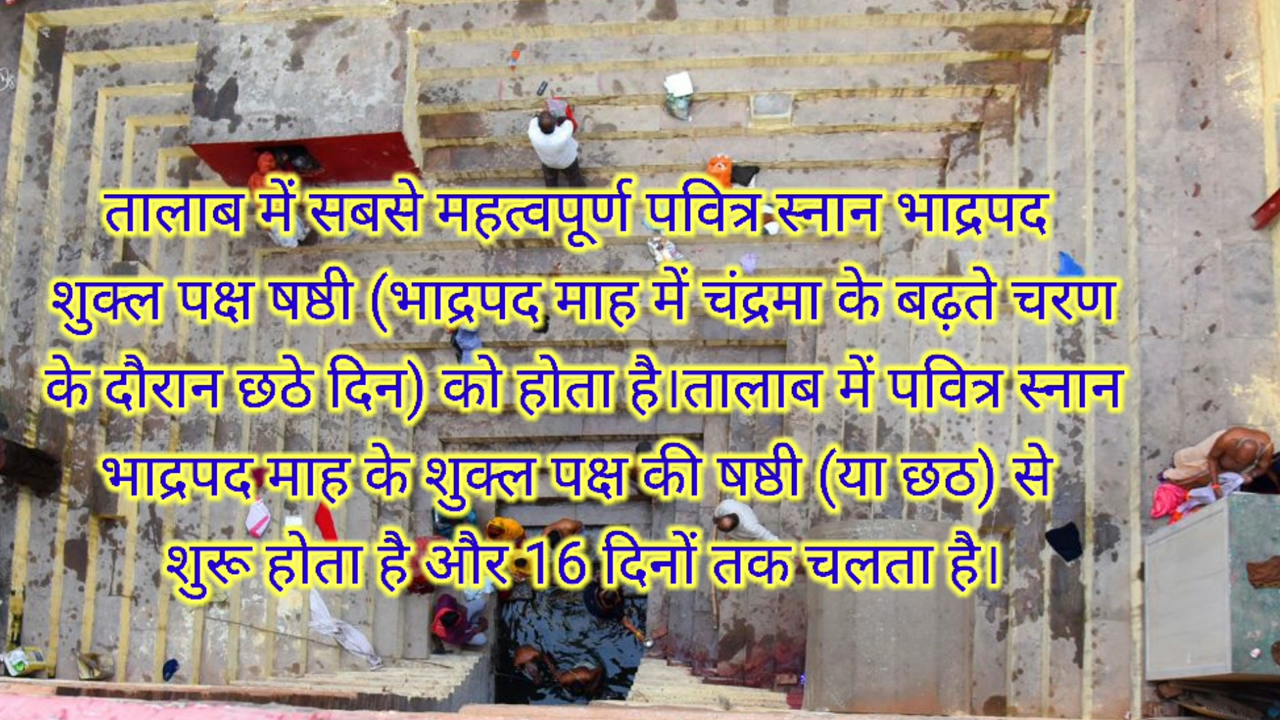 तालाब में सबसे महत्वपूर्ण पवित्र स्नान भाद्रपद
शुक्ल पक्ष षष्ठी (भाद्रपद माह में चंद्रमा के बढ़ते चरण
के दौरान छठे दिन) को होता है।तालाब में पवित्र स्नान
भाद्रपद माह के शुक्ल पक्ष की षष्ठी (या छठ) से
शुरू होता है और 16 दिनों तक चलता है।